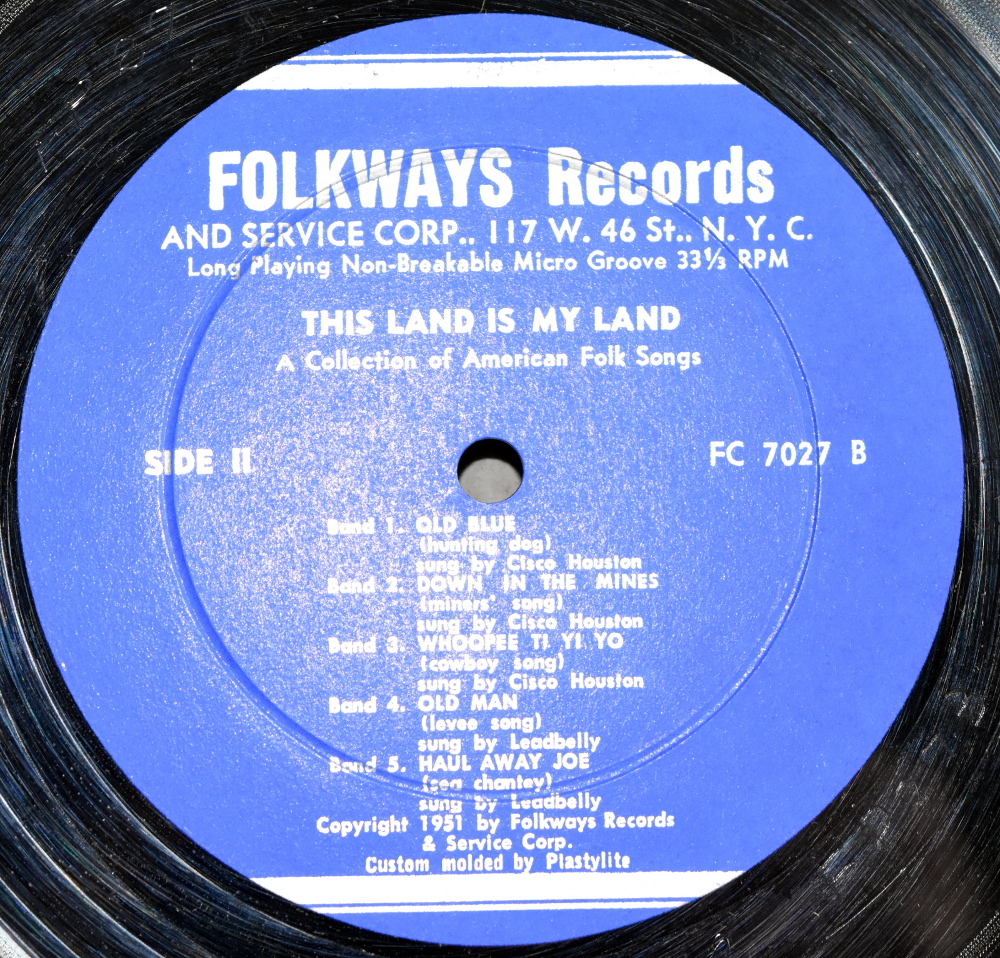 FOLKWAYS Records
AND SERVICE CORP.. 117 W. 46 St.. N. Y. C.
Long Playing Non-Breakable Micro Groove 33⅓ RPM
THIS LAND IS MY LAND
A Collection of American Folk Songs
SIDE II FC 7027 B
Band 1. OLD BLUE
(hunting dog)
sung by Cisco Houston
Band 2. DOWN IN THE MINES
(miners' song)
sung by Cisco Houston
Band 3. WHOOPEE TI YI YO
(cowboy song)
sung by Cisco Houston
Band 4. OLD MAN
(levee song)
sung by Leadbelly
Band 5. HAUL AWAY JOE
(sea chantey)
sung by Leadbelly
Copyright 1951 by Folkways Records
& Service Corp.
Custom molded by Plastylite